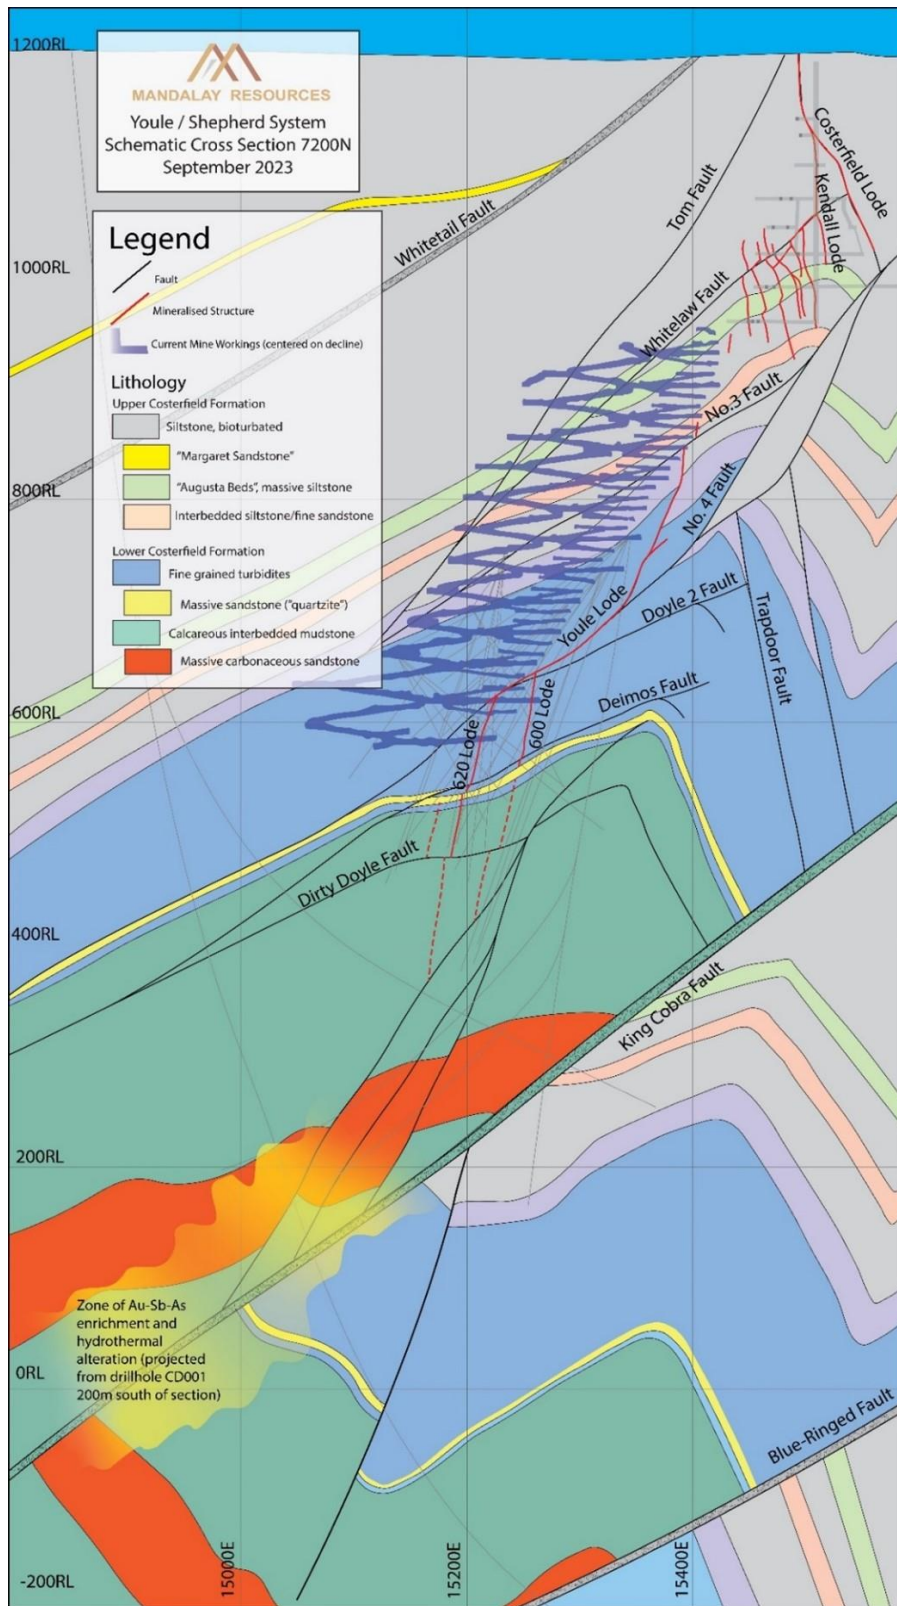 1200RL
MANDALAY RESOURCES
Youle / Shepherd System
Schematic Cross Section 7200N
September 2023
Legend
Fault
Mineralised Structure
Current Mine Workings (centered on decline)
Lithology
Upper Costerfield Formation
Siltstone, bioturbated
"Margaret Sandstone"
"Augusta Beds", massive siltstone
Interbedded siltstone/fine sandstone
Lower Costerfield Formation
Fine grained turbidites
Massive sandstone ("quartzite")
Calcareous interbedded mudstone
Massive carbonaceous sandstone
Whitetail Fault
Tom Fault
Costerfield Lode
Kendall Lode
1000RL
Whitelaw Fault
No.3 Fault
800RL
No. 4 Fault
Youle Lode
Doyle 2 Fault
Trapdoor Fault
600RL
Deimos Fault
620 Lode
600 Lode
Dirty Doyle Fault
400RL
King Cobra Fault
200RL
Zone of Au-Sb-As
enrichment and
hydrothermal
alteration (projected
from drillhole CD001
200m south of section)
0RL
Blue-Ringed Fault
-200RL
15000E
15200E
15400E